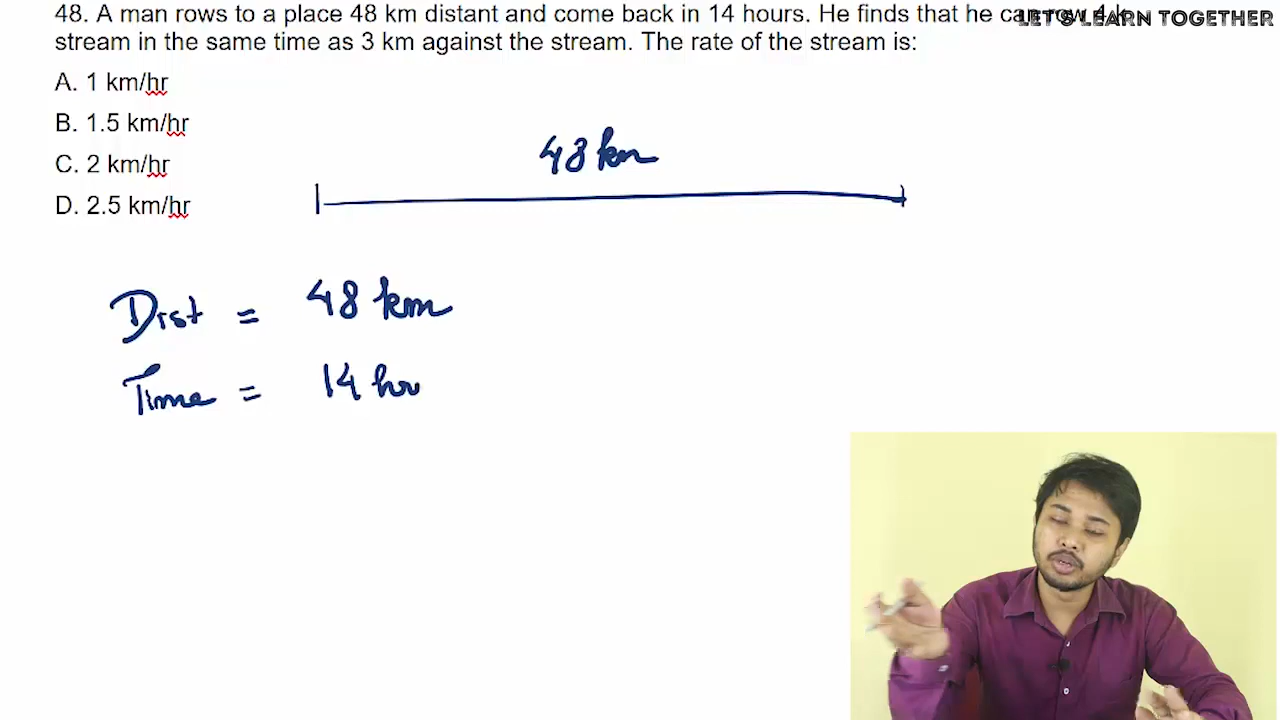 48. A man rows to a place 48 km distant and come back in 14 hours. He finds that he can row 4 k
LET'S LEARN TOGETHER
stream in the same time as 3 km against the stream. The rate of the stream is:
A. 1 km/hr
B. 1.5 km/hr
C. 2 km/hr
D. 2.5 km/hr
48 km
Dist = 48 km
Time = 14 hr